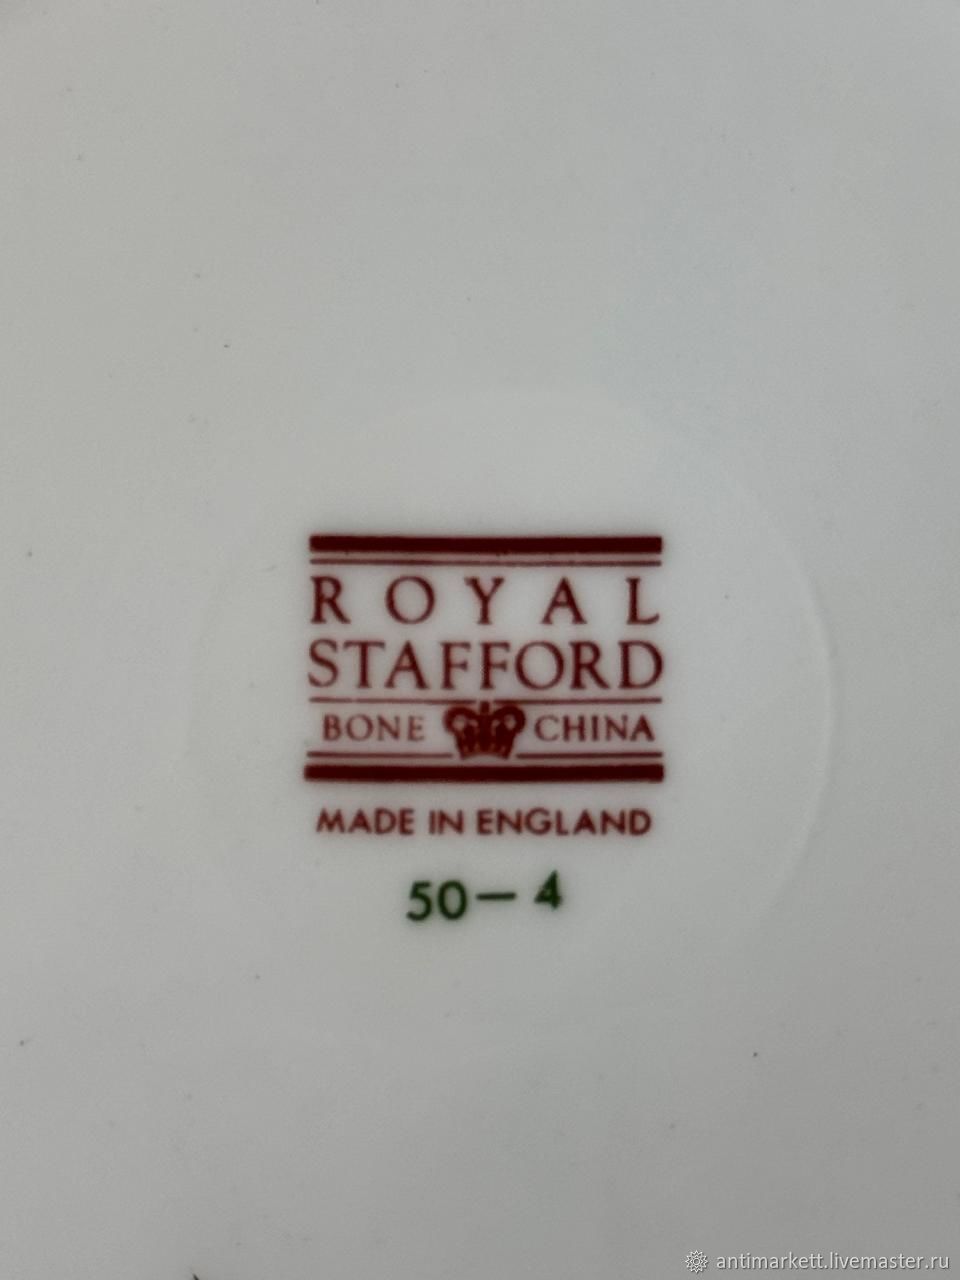 ROYAL
STAFFORD
BONE CHINA
MADE IN ENGLAND
50-4
antimarkett.livemaster.ru